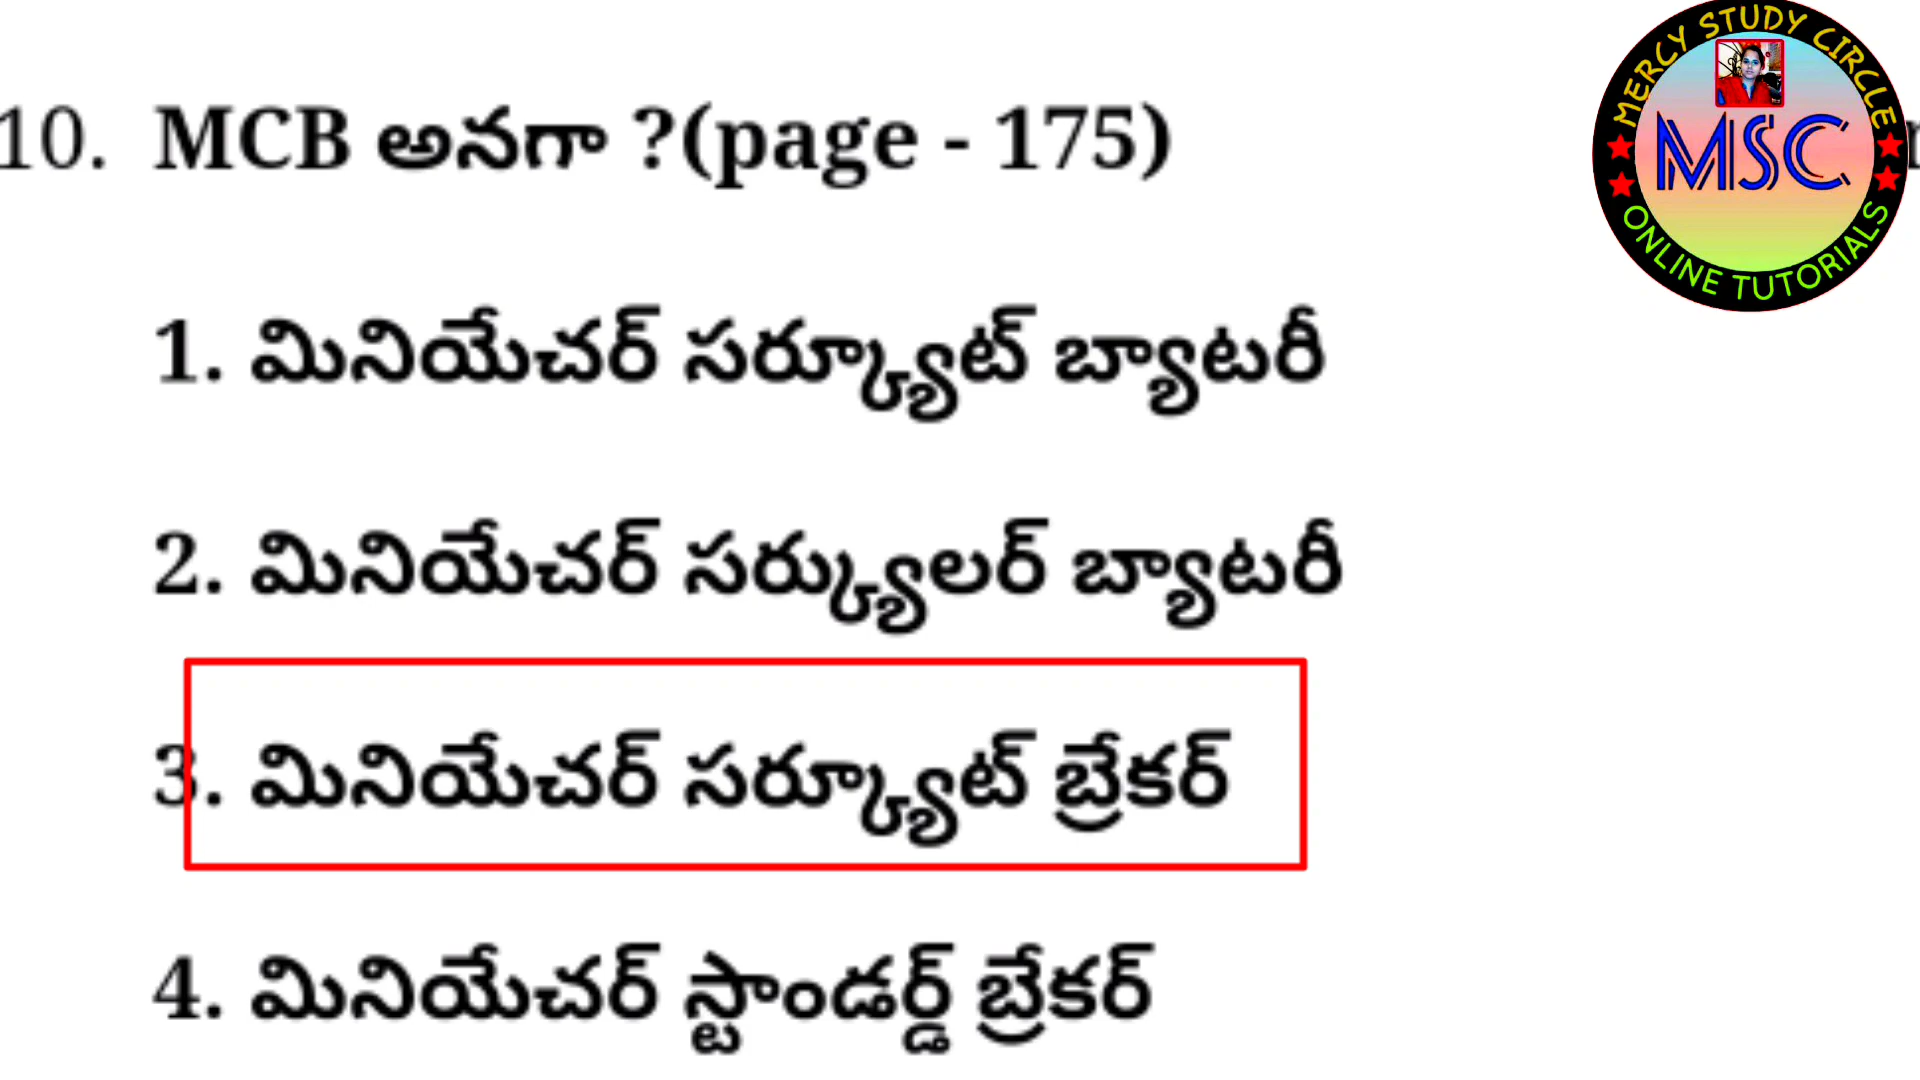 MERCY STUDY CIRCLE
MSC
ONLINE TUTORIALS
10. MCB అనగా ?(page - 175)
1. మినియేచర్ సర్క్యూట్ బ్యాటరీ
2. మినియేచర్ సర్క్యులర్ బ్యాటరీ
3. మినియేచర్ సర్క్యూట్ బ్రేకర్
4. మినియేచర్ స్టాండర్డ్ బ్రేకర్